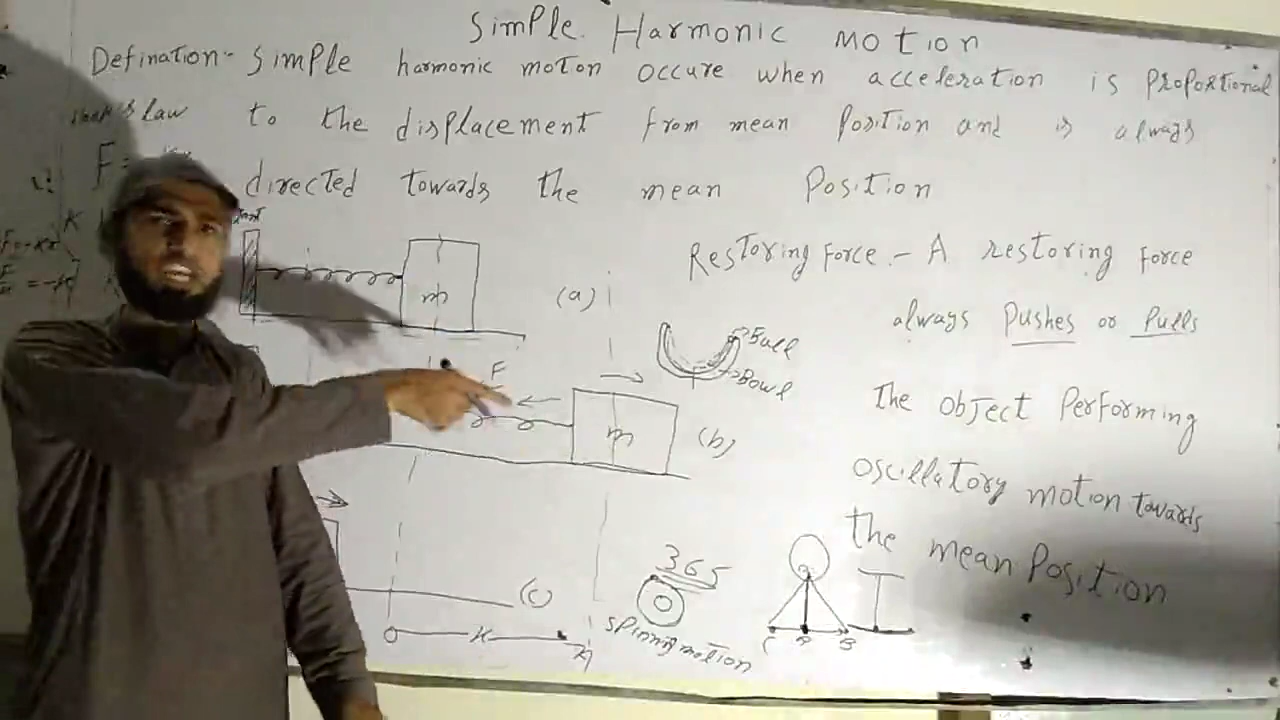 Simple. Harmonic motion
Defination:- Simple harmonic motion occure when acceleration is proportional
to the displacement from mean Position and is always
directed towards the mean Position
Law
F=
K
F=-Kx
(a)
Restoring Force :- A restoring force
always Pushes or Pulls
the object Performing
oscillatory motion towards
the mean Position
Ball
Bowl
F
m
m
(b)
(c)
O x A
365
Spinning motion
C A B